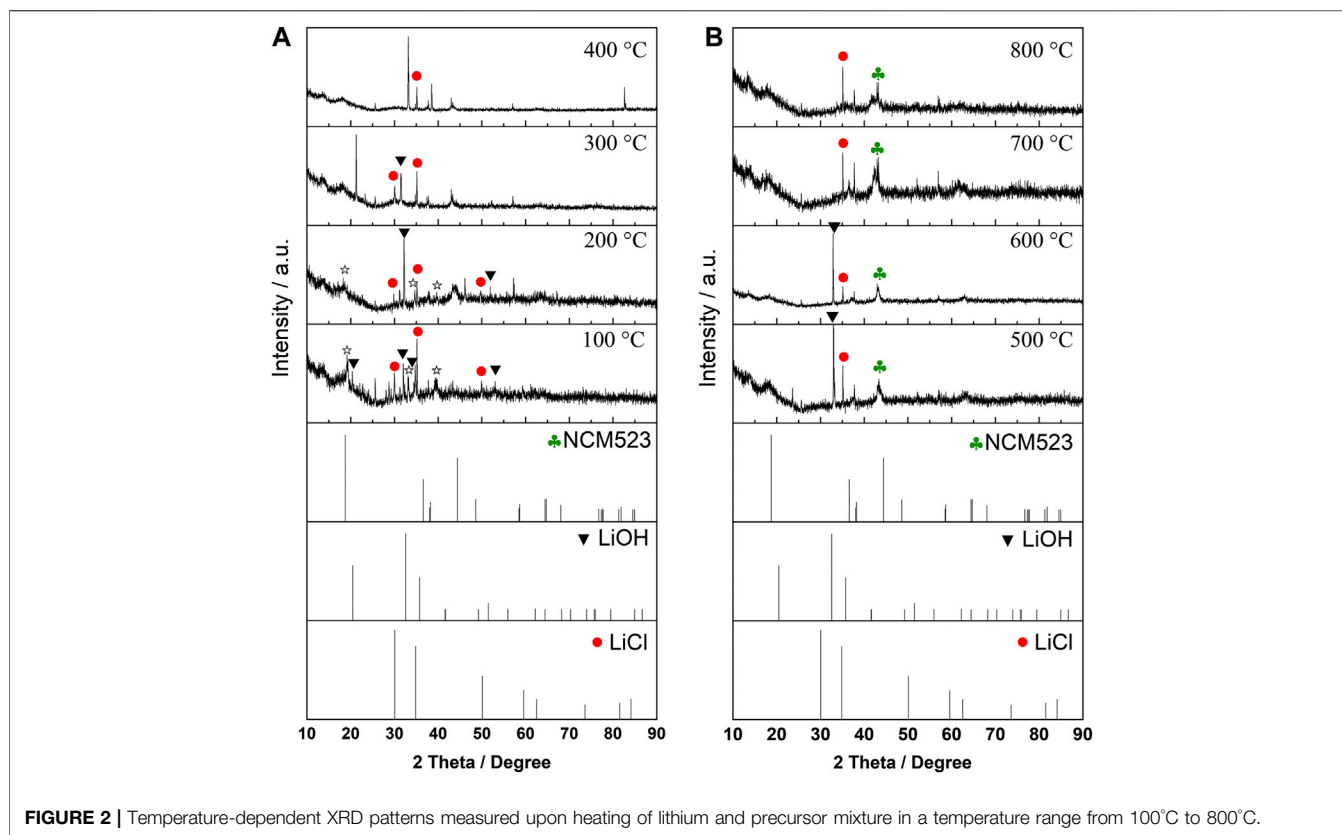 A
400 °C
300 °C
200 °C
100 °C
♣NCM523
▼ LiOH
● LiCl
Intensity / a.u.
10 20 30 40 50 60 70 80 90
2 Theta / Degree
B
800 °C
700 °C
600 °C
500 °C
♣NCM523
▼ LiOH
● LiCl
Intensity / a.u.
10 20 30 40 50 60 70 80 90
2 Theta / Degree
FIGURE 2 | Temperature-dependent XRD patterns measured upon heating of lithium and precursor mixture in a temperature range from 100°C to 800°C.